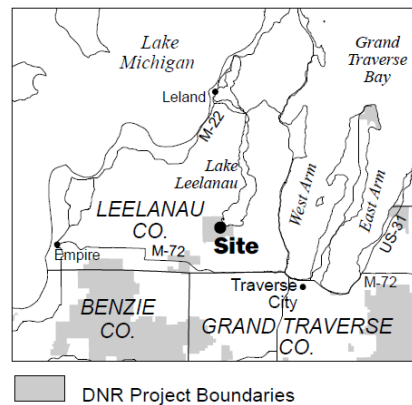 Lake
Michigan
Grand
Traverse
Bay
Leland
M-22
Lake
Leelanau
West Arm
East Arm
US-31
LEELANAU
CO.
Site
Empire
M-72
Traverse
City
M-72
BENZIE
CO.
GRAND TRAVERSE
CO.
DNR Project Boundaries